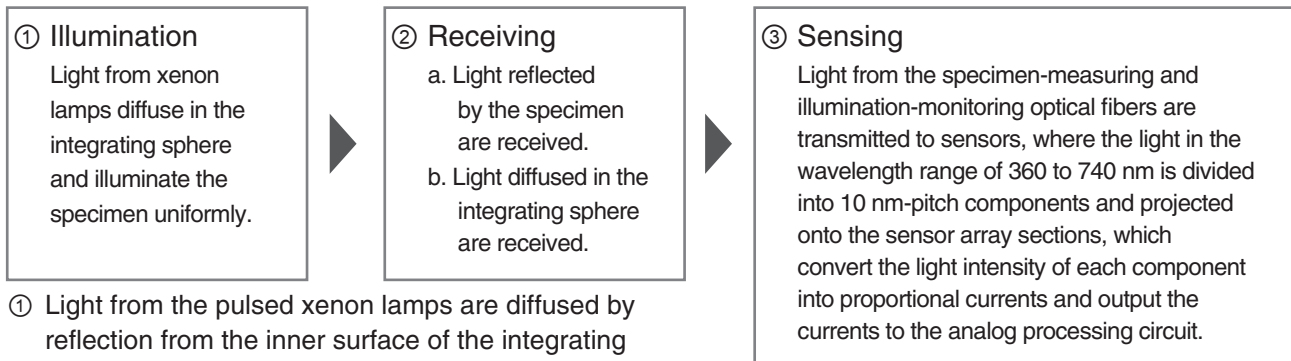 ① Illumination
Light from xenon
lamps diffuse in the
integrating sphere
and illuminate the
specimen uniformly.
② Receiving
a. Light reflected
by the specimen
are received.
b. Light diffused in the
integrating sphere
are received.
③ Sensing
Light from the specimen-measuring and
illumination-monitoring optical fibers are
transmitted to sensors, where the light in the
wavelength range of 360 to 740 nm is divided
into 10 nm-pitch components and projected
onto the sensor array sections, which
convert the light intensity of each component
into proportional currents and output the
currents to the analog processing circuit.
① Light from the pulsed xenon lamps are diffused by
reflection from the inner surface of the integrating